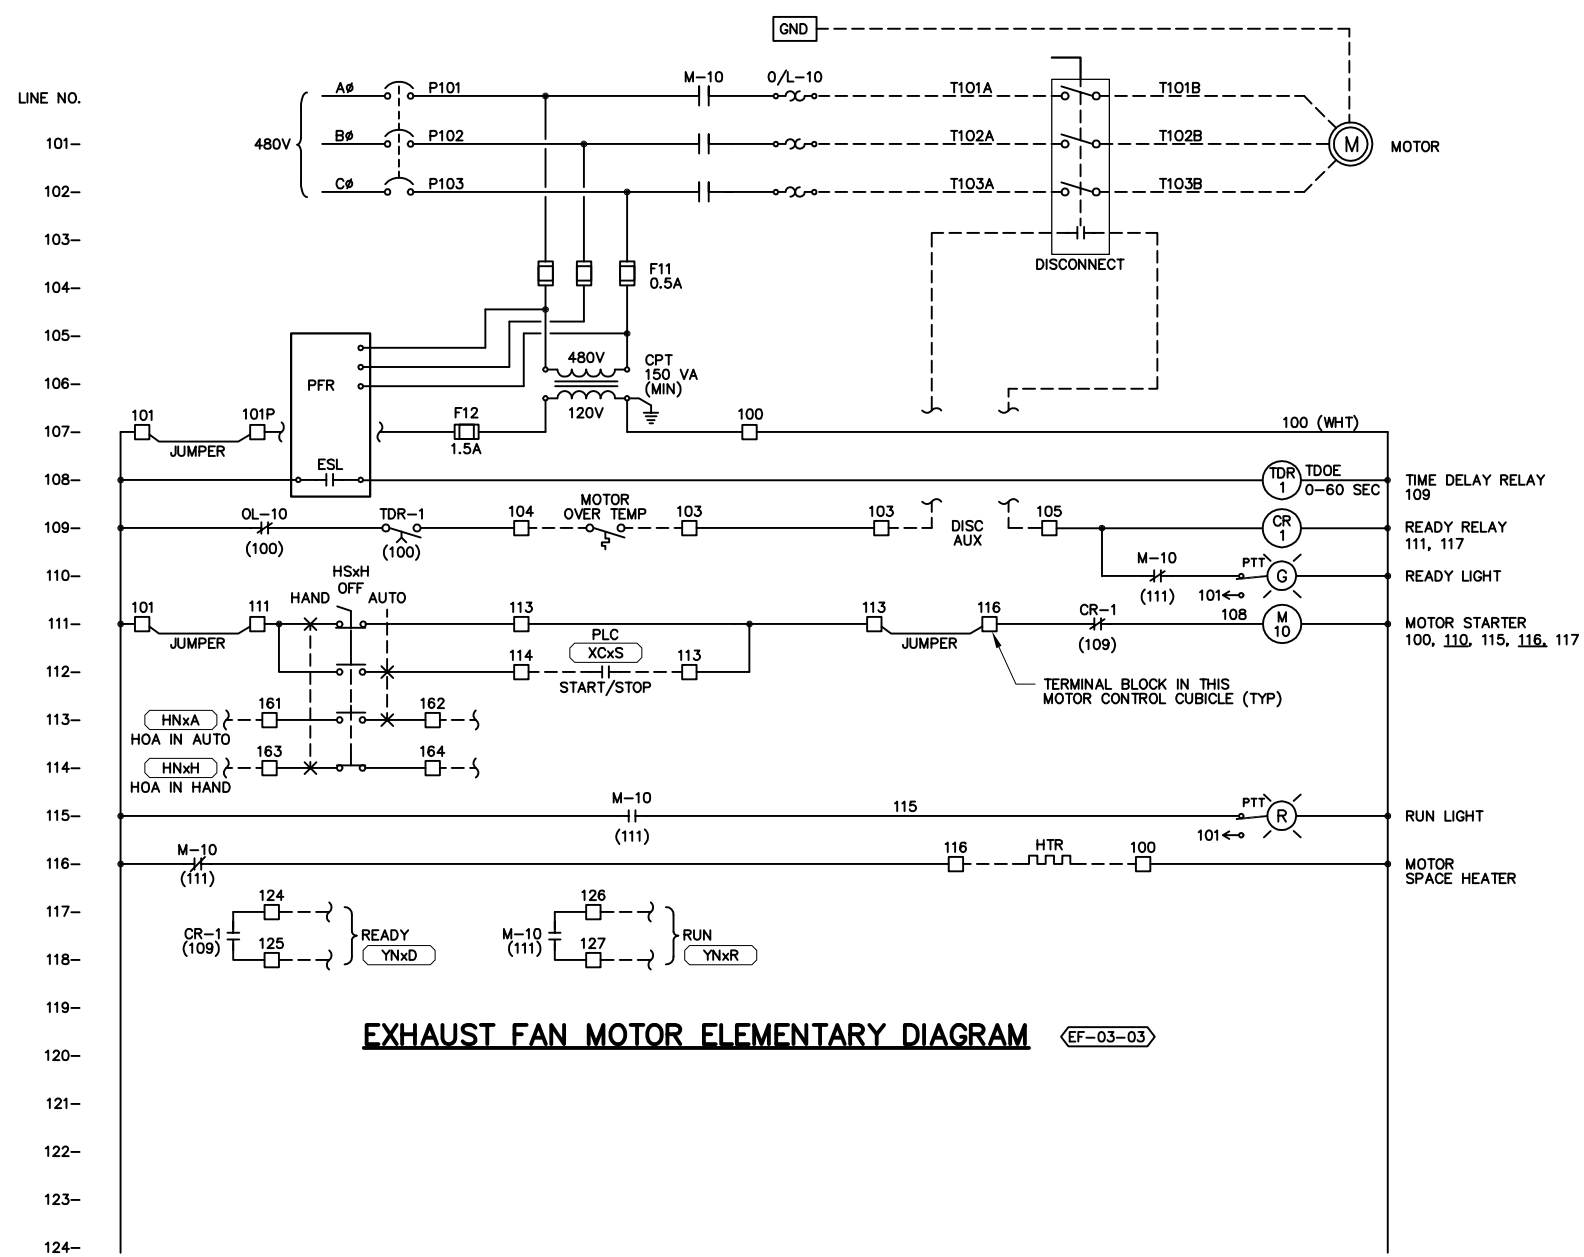 GND
LINE NO.
AØ P101 M-10 O/L-10 T101A T101B
101- 480V BØ P102 T102A T102B M MOTOR
102- CØ P103 T103A T103B
103-
DISCONNECT
F11
0.5A
104-
105-
480V CPT
150 VA
(MIN)
106- PFR
120V
107- 101 101P F12 100 100 (WHT)
JUMPER 1.5A
108- ESL TDR 1 TDOE
0-60 SEC
TIME DELAY RELAY
109
109- OL-10 TDR-1 104 MOTOR
OVER TEMP 103 103 DISC
AUX 105 CR 1 READY RELAY
111, 117
(100) (100)
110- M-10 PTT G READY LIGHT
(111) 101
HSxH
OFF
HAND AUTO
111- 101 111 113 113 116 CR-1 108 M 10 MOTOR STARTER
100, 110, 115, 116, 117
JUMPER JUMPER (109)
PLC
112- 114 XCxS 113
START/STOP
TERMINAL BLOCK IN THIS
MOTOR CONTROL CUBICLE (TYP)
113- HNxA 161 162
HOA IN AUTO
114- HNxH 163 164
HOA IN HAND
115- M-10 115 PTT R RUN LIGHT
(111) 101
116- M-10 116 HTR 100 MOTOR
SPACE HEATER
(111)
117- 124 126
CR-1
(109) READY M-10
(111) RUN
118- 125 YNxD 127 YNxR
119-
EXHAUST FAN MOTOR ELEMENTARY DIAGRAM EF-03-03
120-
121-
122-
123-
124-